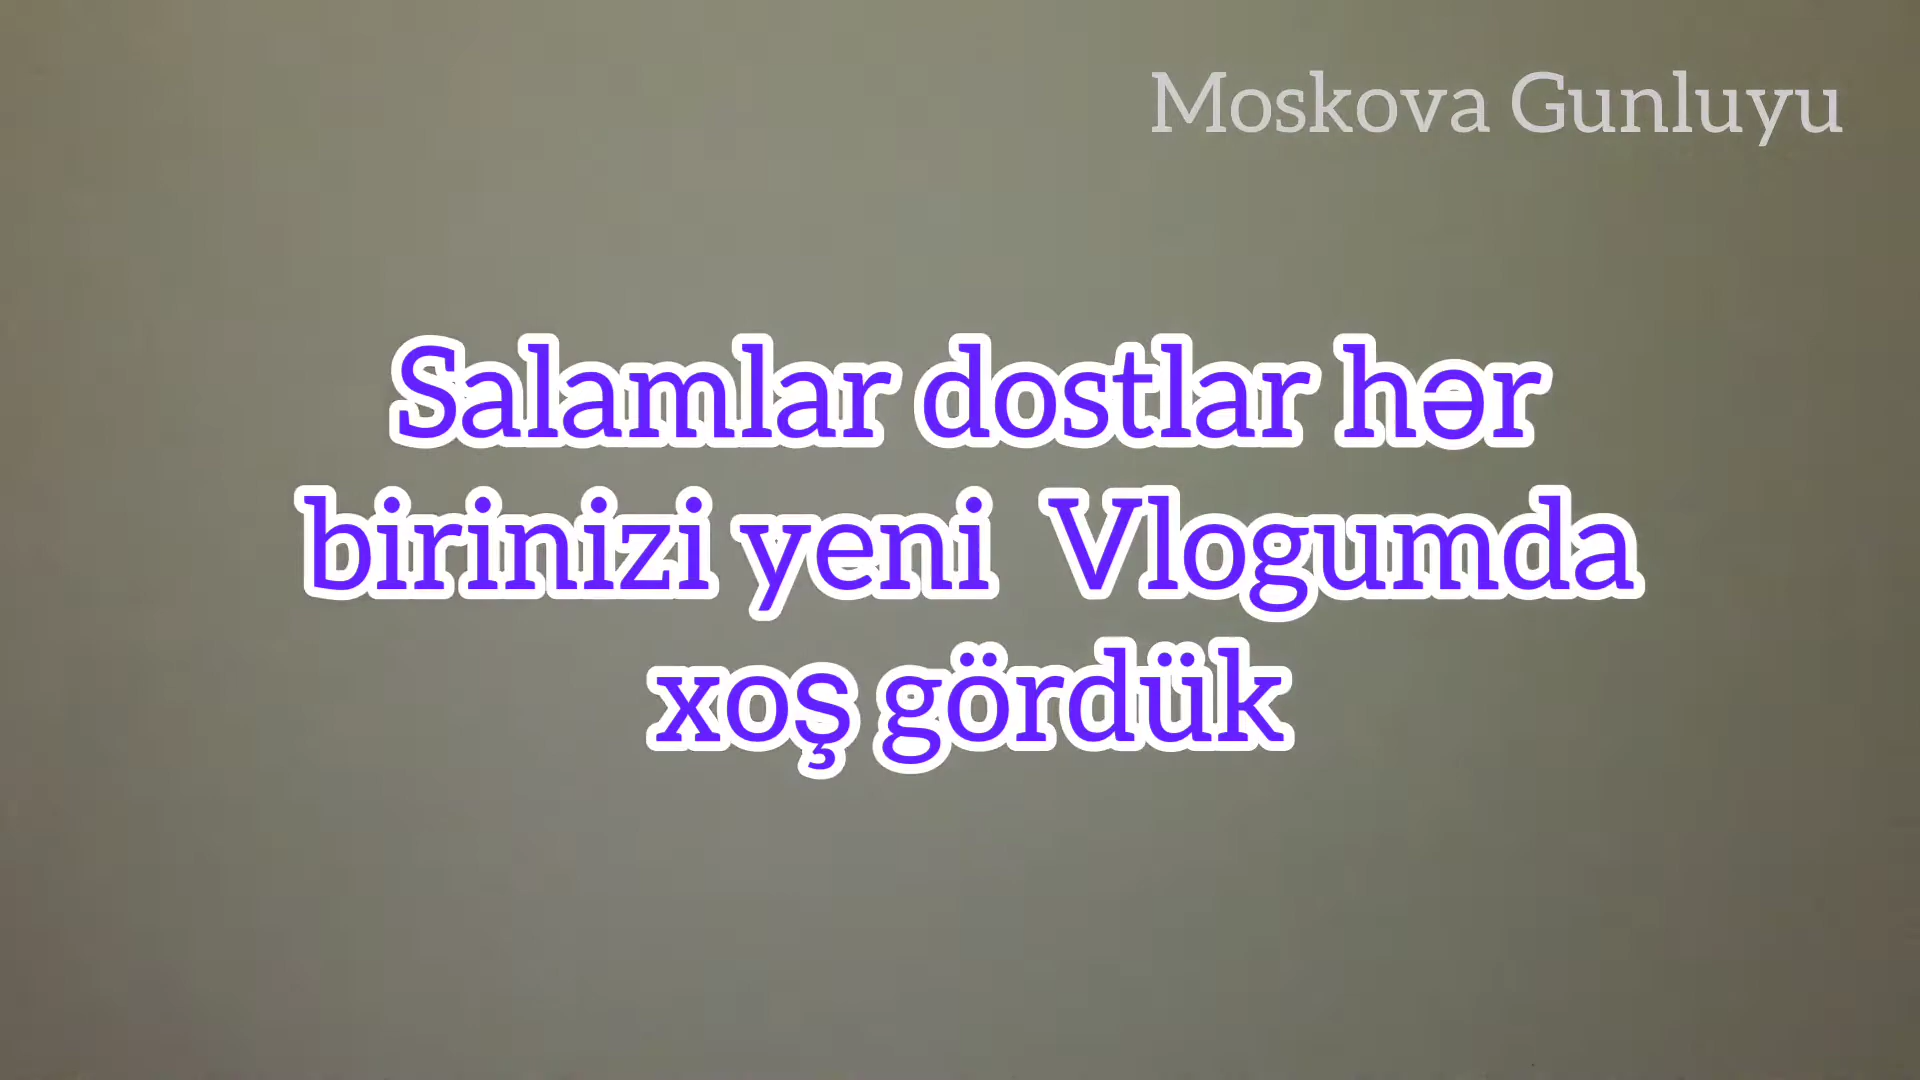 Moskova Gunluyu
Salamlar dostlar hər
birinizi yeni Vlogumda
xoş gördük